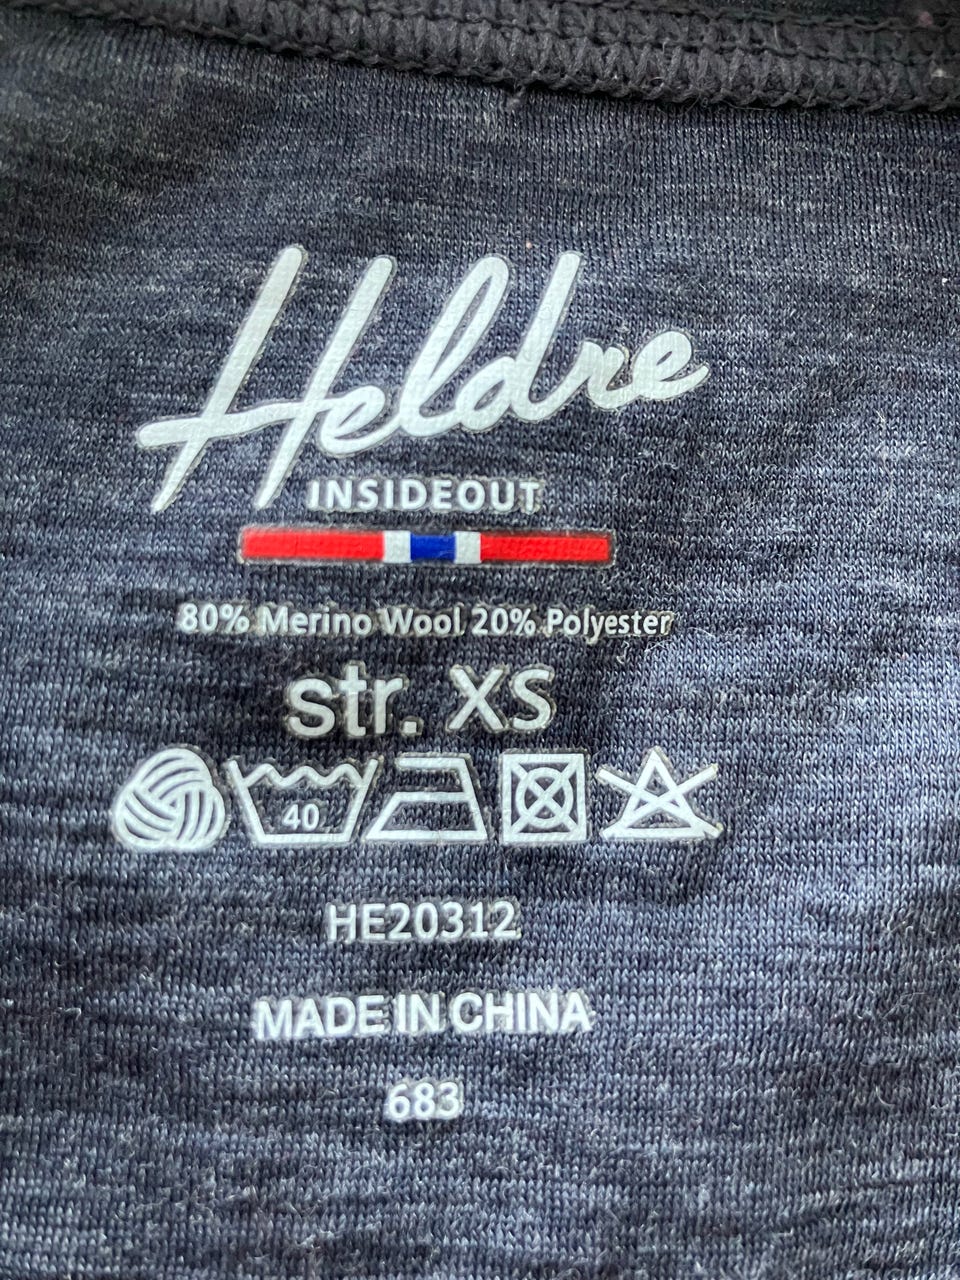 Heldre
INSIDEOUT
80% Merino Wool 20% Polyester
str. XS
40
HE20312
MADE IN CHINA
683